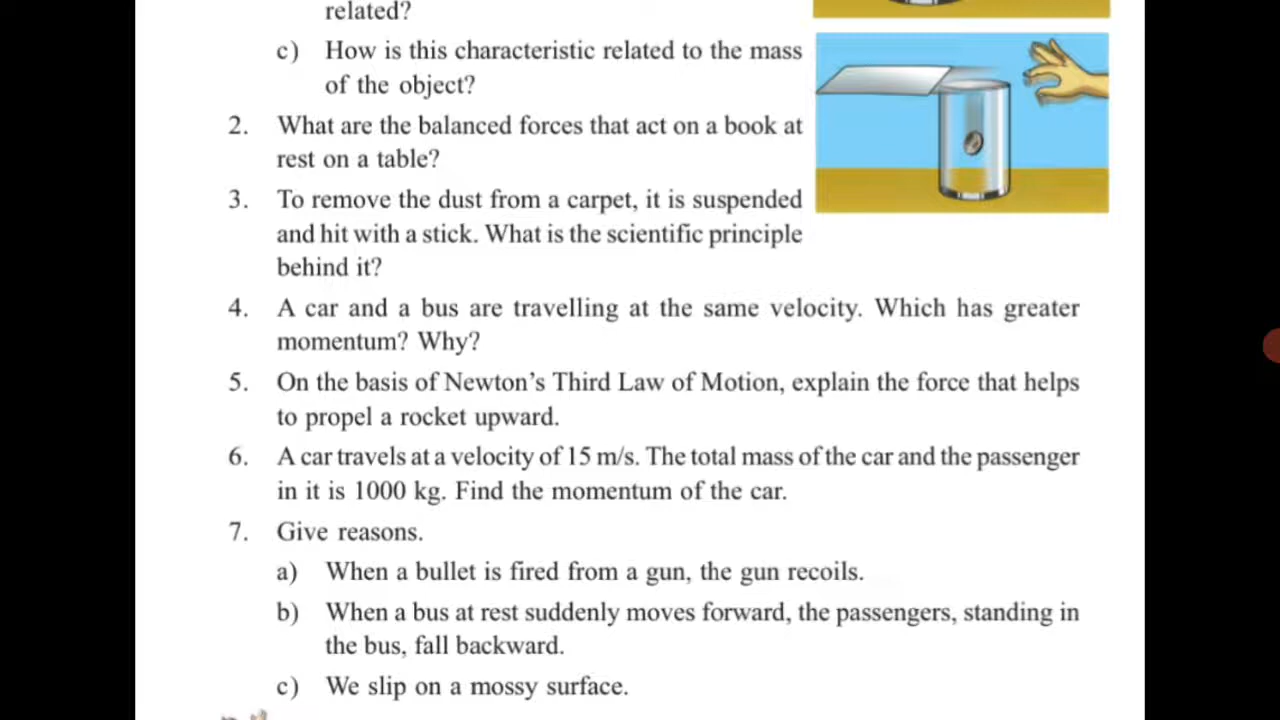 related?
c) How is this characteristic related to the mass
of the object?
2. What are the balanced forces that act on a book at
rest on a table?
3. To remove the dust from a carpet, it is suspended
and hit with a stick. What is the scientific principle
behind it?
4. A car and a bus are travelling at the same velocity. Which has greater
momentum? Why?
5. On the basis of Newton’s Third Law of Motion, explain the force that helps
to propel a rocket upward.
6. A car travels at a velocity of 15 m/s. The total mass of the car and the passenger
in it is 1000 kg. Find the momentum of the car.
7. Give reasons.
a) When a bullet is fired from a gun, the gun recoils.
b) When a bus at rest suddenly moves forward, the passengers, standing in
the bus, fall backward.
c) We slip on a mossy surface.